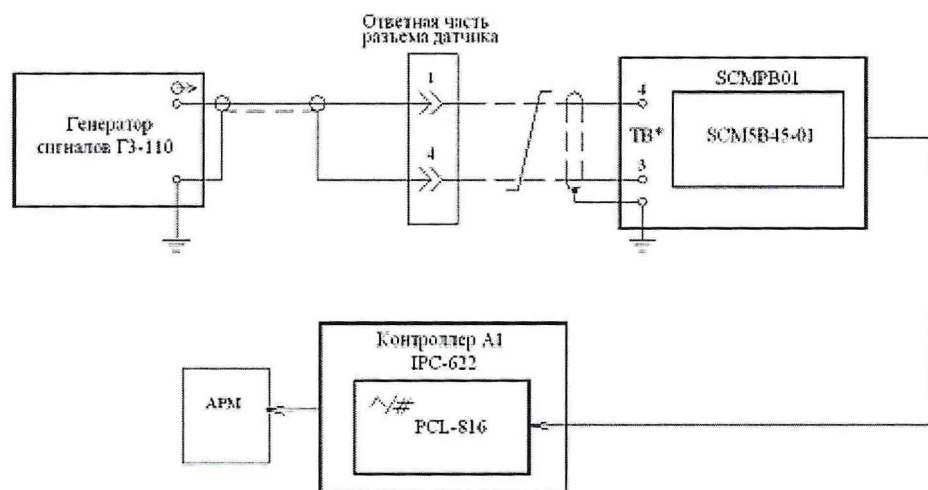 Ответная часть
разъема датчика
Генератор
сигналов Г3-110
1
4
4
ТВ*
3
SCMPB01
SCM5B45-01
Контроллер А1
IPC-622
^/#
PCL-816
АРМ